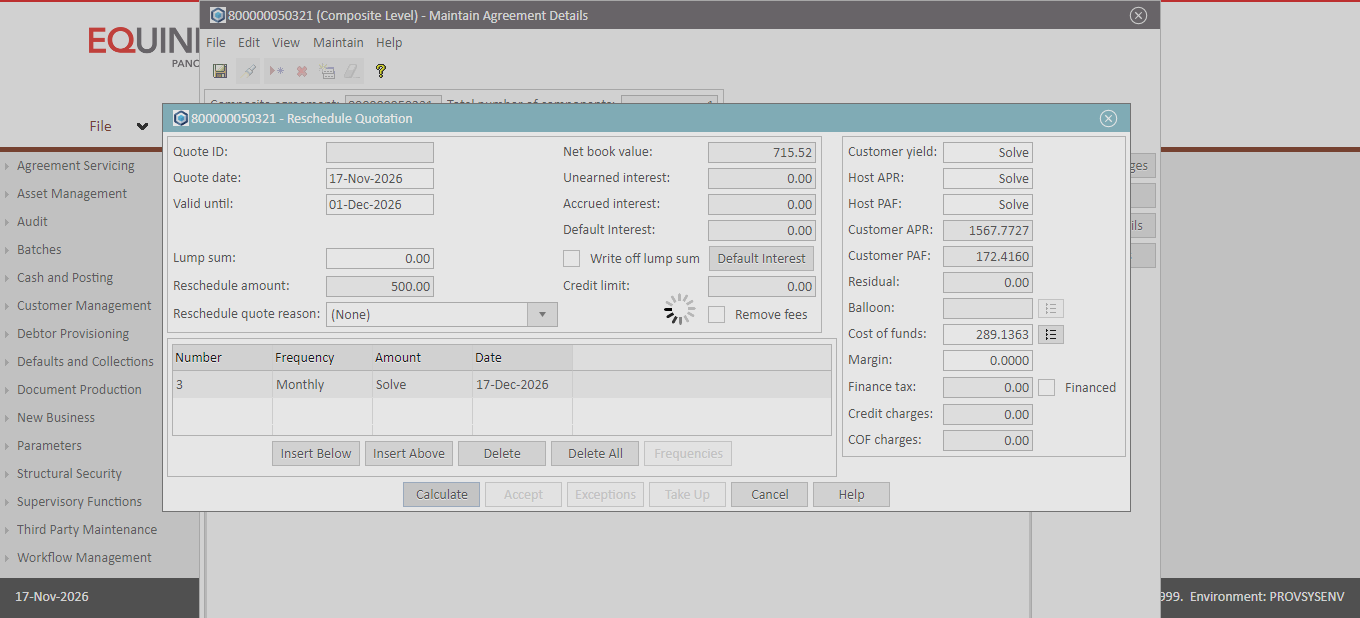 800000050321 (Composite Level) - Maintain Agreement Details
EQUINI
PANC
File Edit View Maintain Help
File
800000050321 - Reschedule Quotation
Agreement Servicing
Asset Management
Audit
Batches
Cash and Posting
Customer Management
Debtor Provisioning
Defaults and Collections
Document Production
New Business
Parameters
Structural Security
Supervisory Functions
Third Party Maintenance
Workflow Management
Quote ID:
Quote date: 17-Nov-2026
Valid until: 01-Dec-2026
Lump sum: 0.00
Reschedule amount: 500.00
Reschedule quote reason: (None)
Net book value: 715.52
Unearned interest: 0.00
Accrued interest: 0.00
Default Interest: 0.00
Write off lump sum Default Interest
Credit limit: 0.00
Remove fees
Customer yield: Solve
Host APR: Solve
Host PAF: Solve
Customer APR: 1567.7727
Customer PAF: 172.4160
Residual: 0.00
Balloon:
Cost of funds: 289.1363
Margin: 0.0000
Finance tax: 0.00 Financed
Credit charges: 0.00
COF charges: 0.00
Number Frequency Amount Date
3 Monthly Solve 17-Dec-2026
Insert Below Insert Above Delete Delete All Frequencies
Calculate Accept Exceptions Take Up Cancel Help
ges
ils
17-Nov-2026
999. Environment: PROVSYSENV